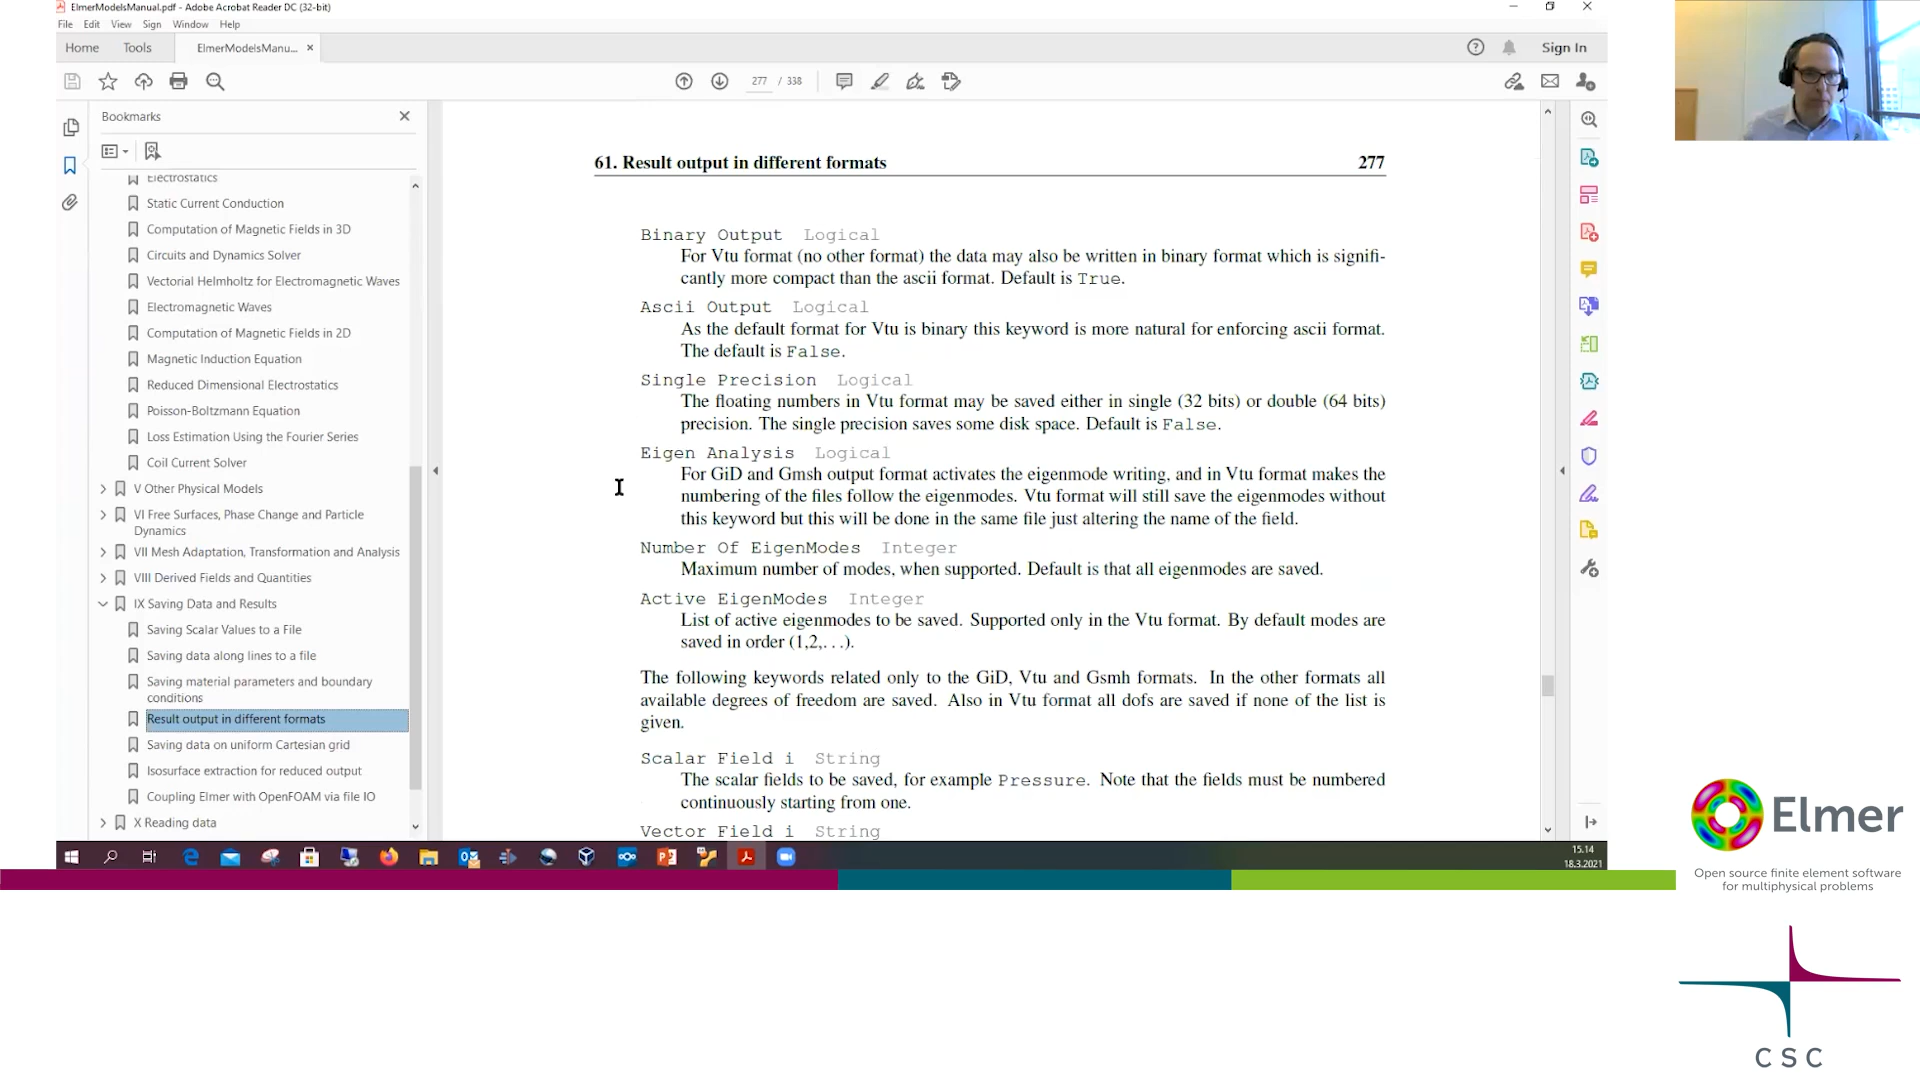 ElmerModelsManual.pdf - Adobe Acrobat Reader DC (32-bit)
File Edit View Sign Window Help
Home Tools ElmerModelsManu... × Sign In
277 / 338
Bookmarks
Electrostatics
Static Current Conduction
Computation of Magnetic Fields in 3D
Circuits and Dynamics Solver
Vectorial Helmholtz for Electromagnetic Waves
Electromagnetic Waves
Computation of Magnetic Fields in 2D
Magnetic Induction Equation
Reduced Dimensional Electrostatics
Poisson-Boltzmann Equation
Loss Estimation Using the Fourier Series
Coil Current Solver
V Other Physical Models
VI Free Surfaces, Phase Change and Particle
Dynamics
VII Mesh Adaptation, Transformation and Analysis
VIII Derived Fields and Quantities
IX Saving Data and Results
Saving Scalar Values to a File
Saving data along lines to a file
Saving material parameters and boundary
conditions
Result output in different formats
Saving data on uniform Cartesian grid
Isosurface extraction for reduced output
Coupling Elmer with OpenFOAM via file IO
X Reading data
61. Result output in different formats 277
Binary Output Logical
For Vtu format (no other format) the data may also be written in binary format which is signifi-
cantly more compact than the ascii format. Default is True.
Ascii Output Logical
As the default format for Vtu is binary this keyword is more natural for enforcing ascii format.
The default is False.
Single Precision Logical
The floating numbers in Vtu format may be saved either in single (32 bits) or double (64 bits)
precision. The single precision saves some disk space. Default is False.
Eigen Analysis Logical
For GiD and Gmsh output format activates the eigenmode writing, and in Vtu format makes the
numbering of the files follow the eigenmodes. Vtu format will still save the eigenmodes without
this keyword but this will be done in the same file just altering the name of the field.
Number Of EigenModes Integer
Maximum number of modes, when supported. Default is that all eigenmodes are saved.
Active EigenModes Integer
List of active eigenmodes to be saved. Supported only in the Vtu format. By default modes are
saved in order (1,2,...).
The following keywords related only to the GiD, Vtu and Gsmh formats. In the other formats all
available degrees of freedom are saved. Also in Vtu format all dofs are saved if none of the list is
given.
Scalar Field i String
The scalar fields to be saved, for example Pressure. Note that the fields must be numbered
continuously starting from one.
Vector Field i String
15.14
18.3.2021
Elmer
Open source finite element software
for multiphysical problems
CSC